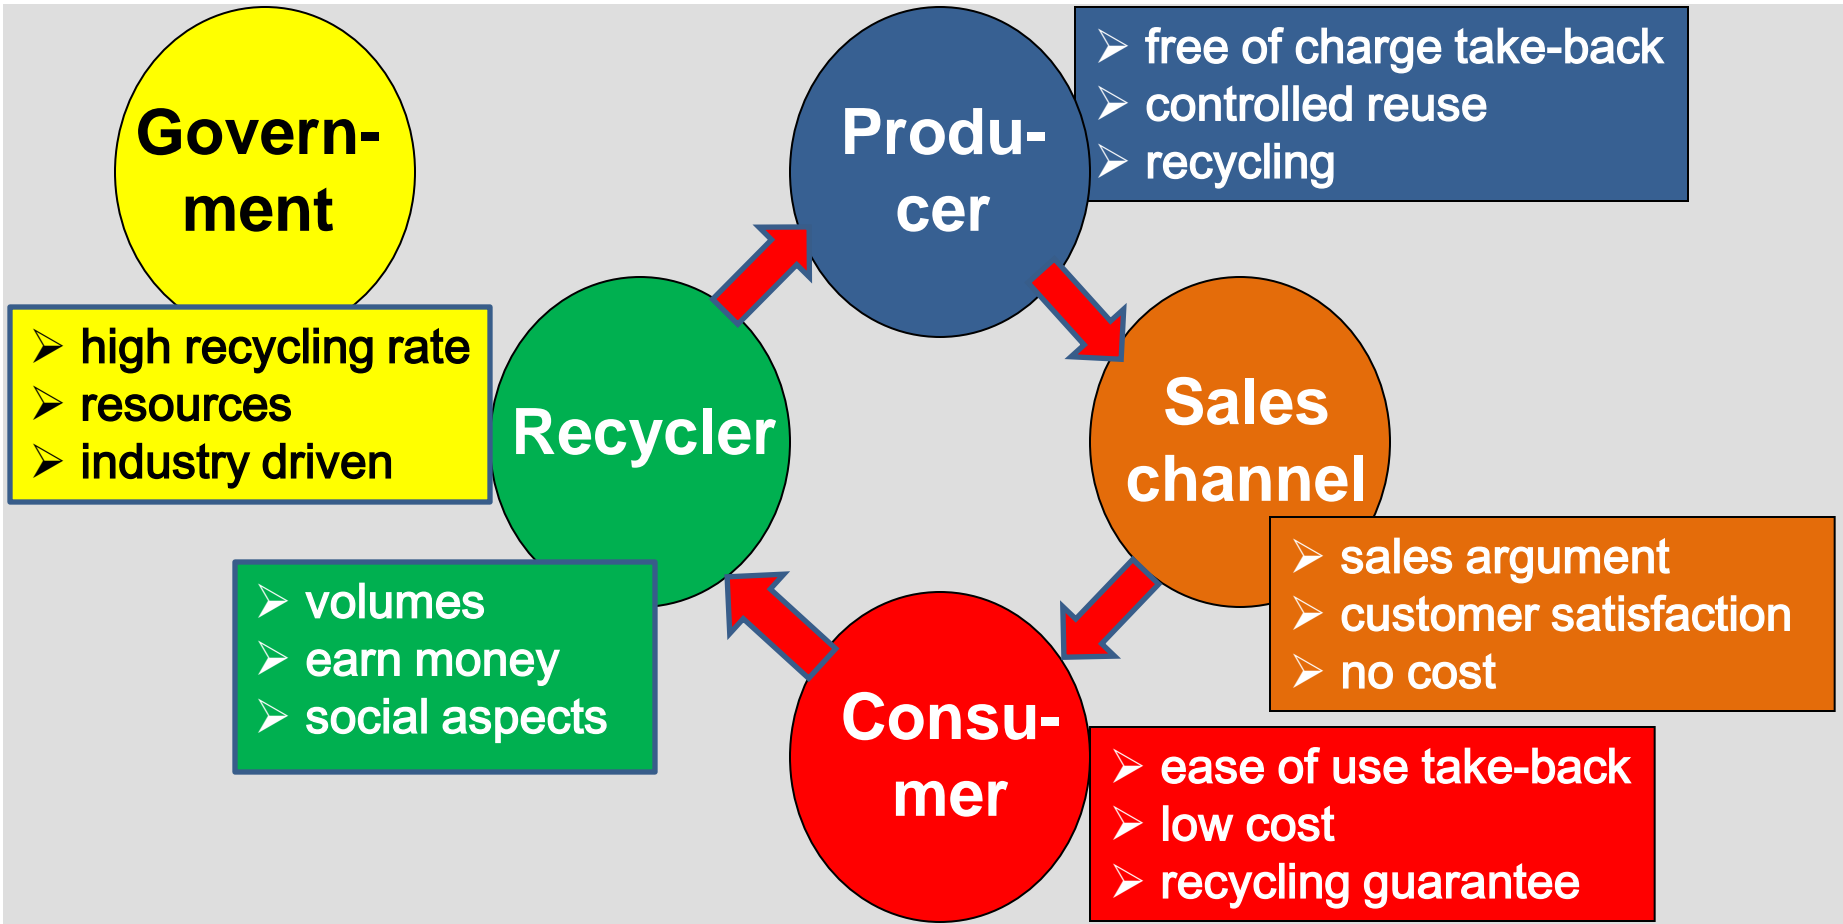 Govern-
ment
➢ high recycling rate
➢ resources
➢ industry driven
Produ-
cer
➢ free of charge take-back
➢ controlled reuse
➢ recycling
Sales
channel
➢ sales argument
➢ customer satisfaction
➢ no cost
Consu-
mer
➢ ease of use take-back
➢ low cost
➢ recycling guarantee
Recycler
➢ volumes
➢ earn money
➢ social aspects